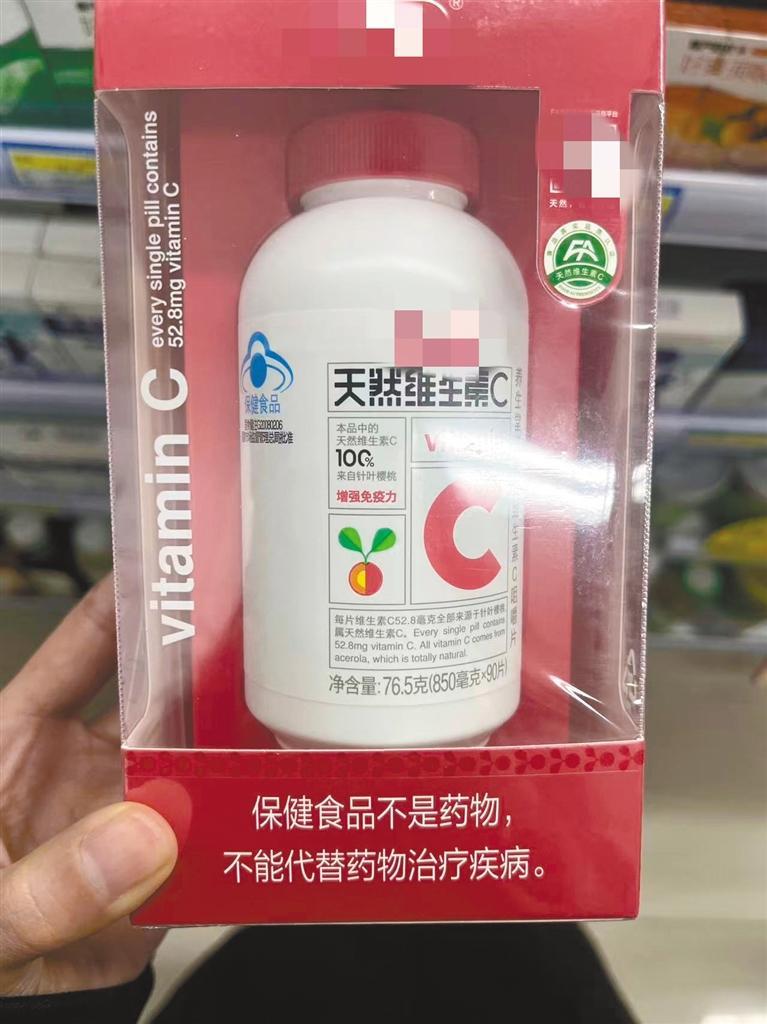 ®
every single pill contains
52.8mg vitamin C
vitamin C
天然维生素C
保健食品
天然维生素C
本品中的
天然维生素C
100%
来自针叶樱桃
增强免疫力
C
每片维生素C52.8毫克全部来源于针叶樱桃,
属天然维生素C。Every single pill contains
52.8mg vitamin C. All vitamin C comes from
acerola, which is totally natural.
净含量:76.5克(850毫克×90片)
保健食品不是药物，
不能代替药物治疗疾病。